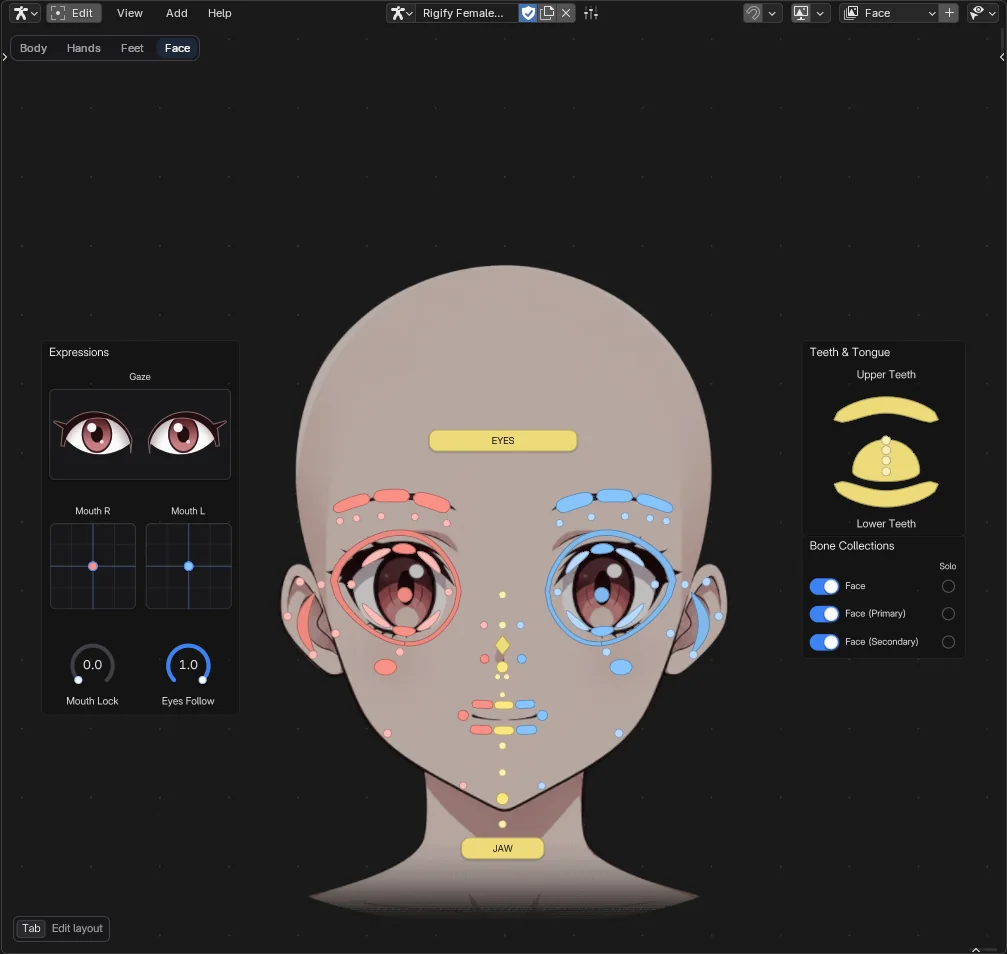 Edit View Add Help Rigify Female... Face
Body Hands Feet Face
Expressions
Gaze
Mouth R Mouth L
0.0 1.0
Mouth Lock Eyes Follow
EYES
JAW
Teeth & Tongue
Upper Teeth
Lower Teeth
Bone Collections
Solo
Face
Face (Primary)
Face (Secondary)
Tab Edit layout